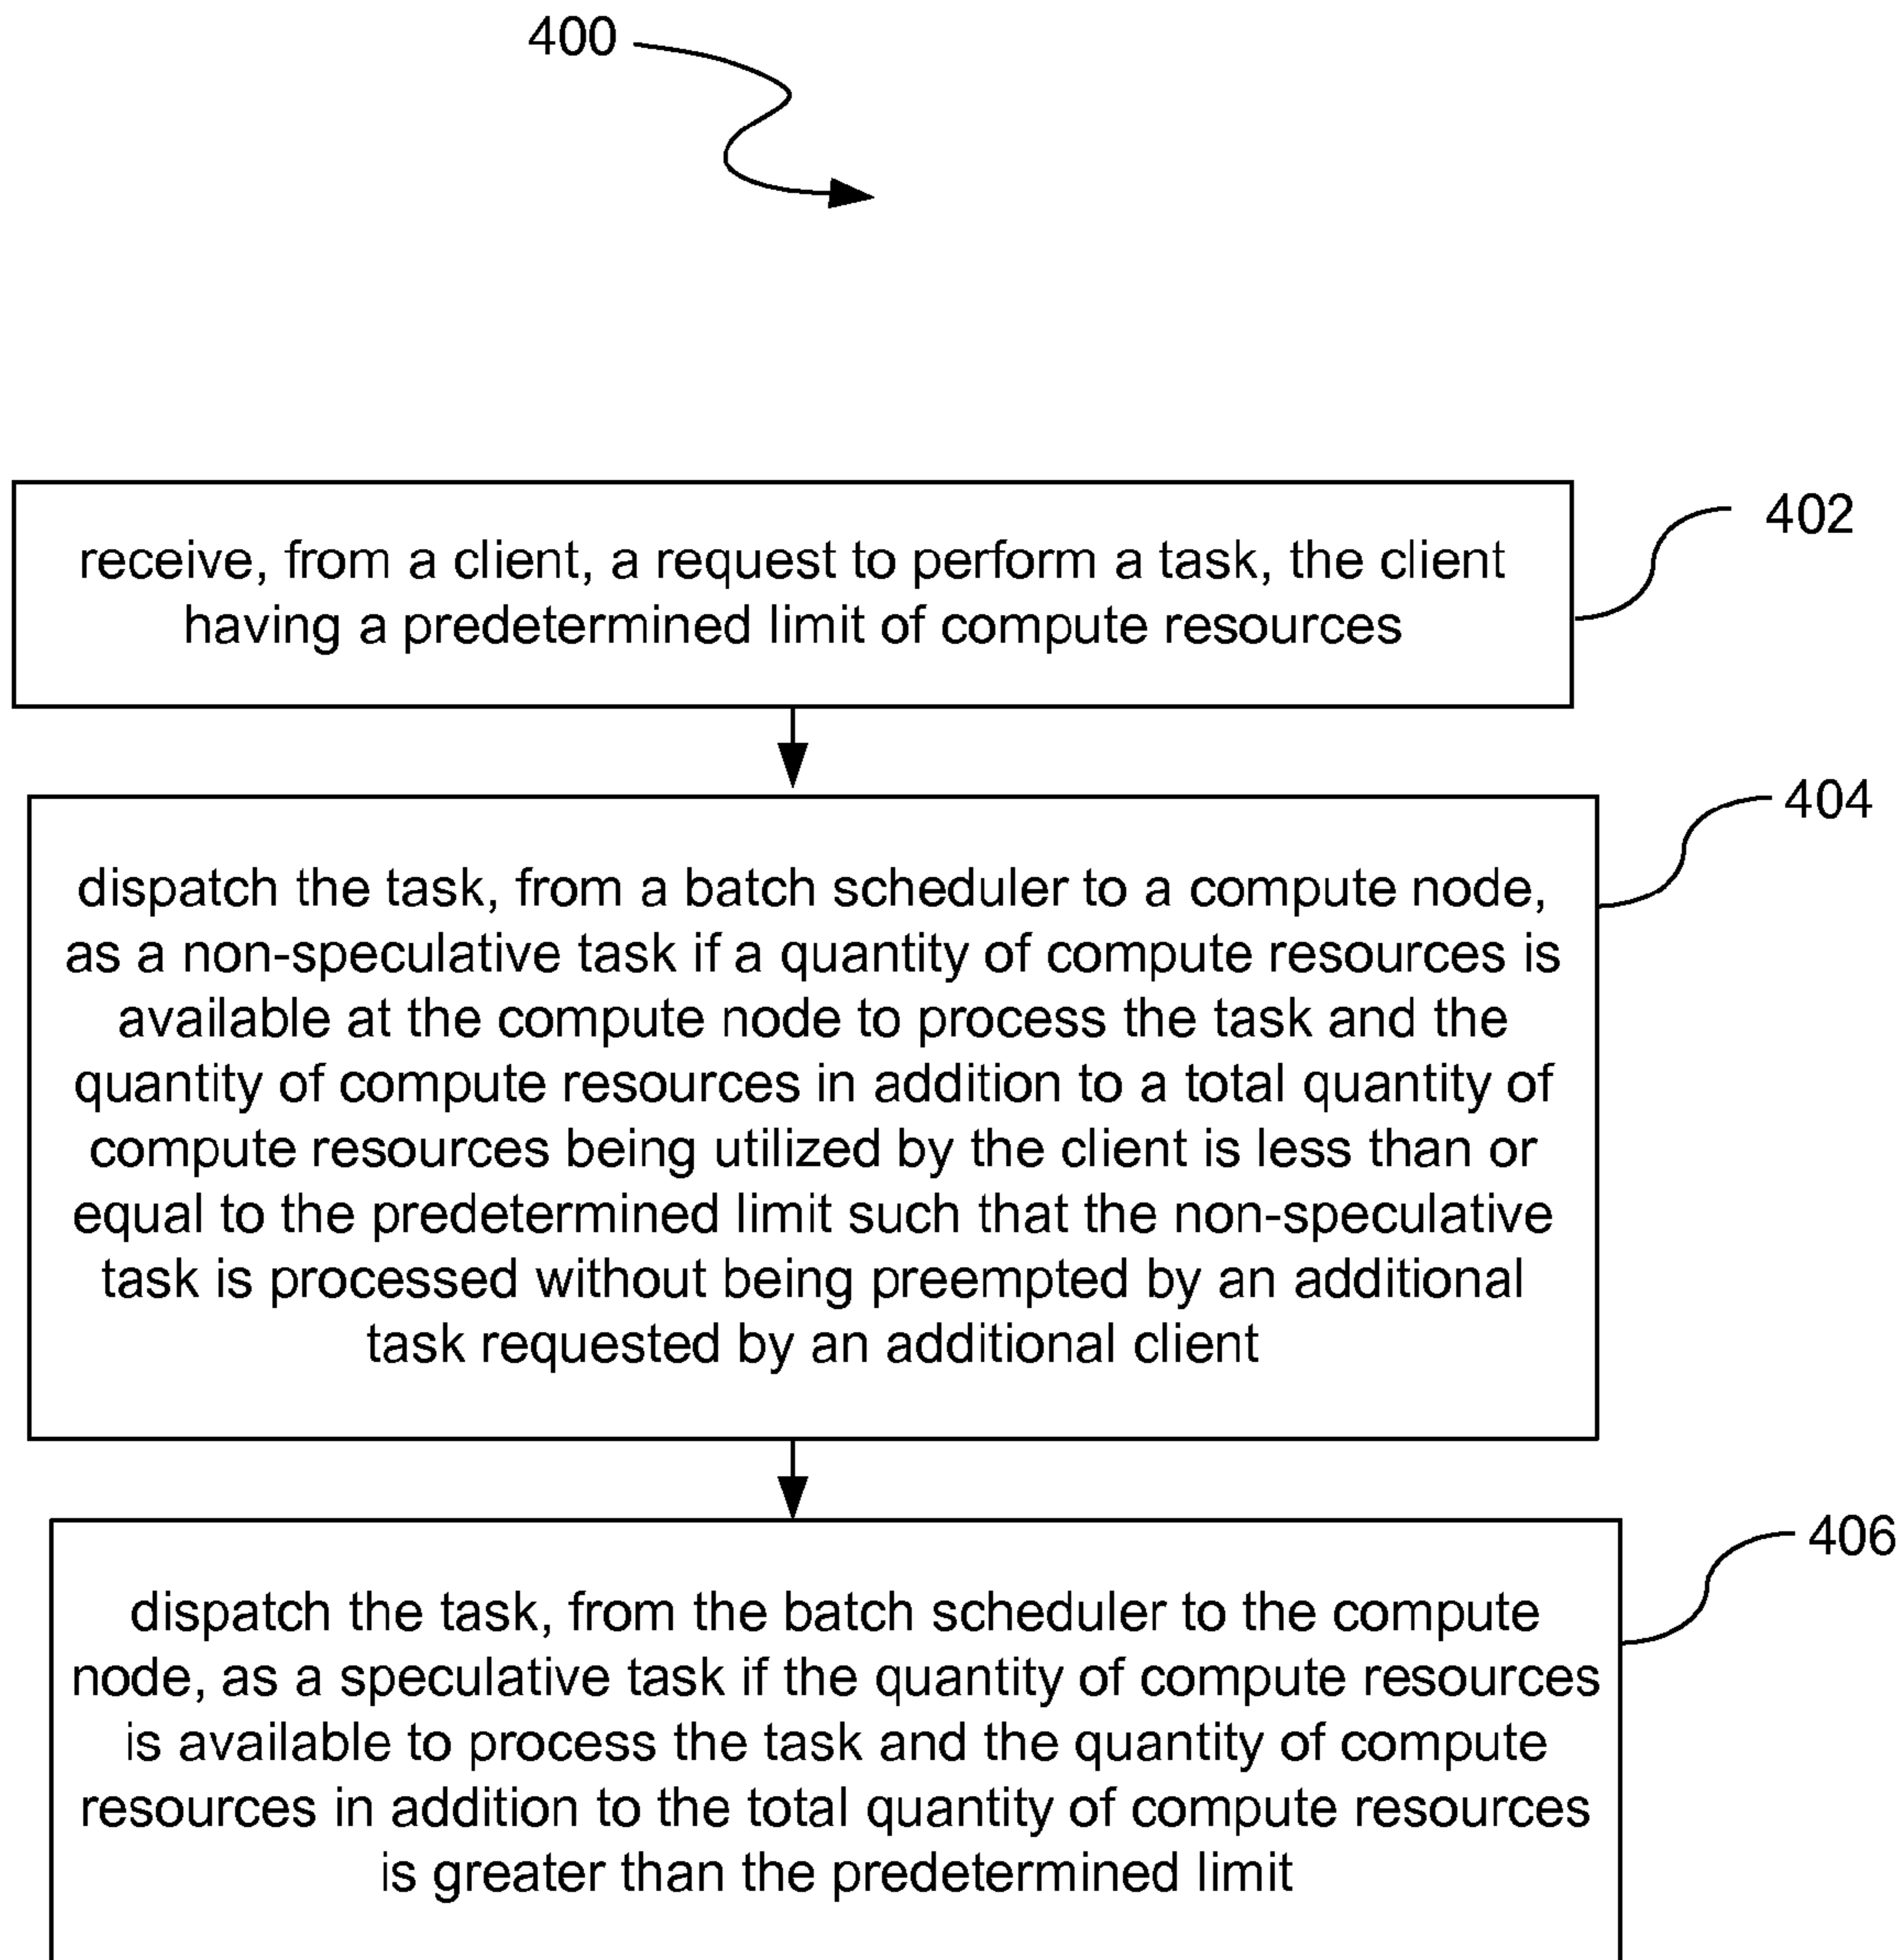 400
receive, from a client, a request to perform a task, the client
having a predetermined limit of compute resources
402
dispatch the task, from a batch scheduler to a compute node,
as a non-speculative task if a quantity of compute resources is
available at the compute node to process the task and the
quantity of compute resources in addition to a total quantity of
compute resources being utilized by the client is less than or
equal to the predetermined limit such that the non-speculative
task is processed without being preempted by an additional
task requested by an additional client
404
dispatch the task, from the batch scheduler to the compute
node, as a speculative task if the quantity of compute resources
is available to process the task and the quantity of compute
resources in addition to the total quantity of compute resources
is greater than the predetermined limit
406